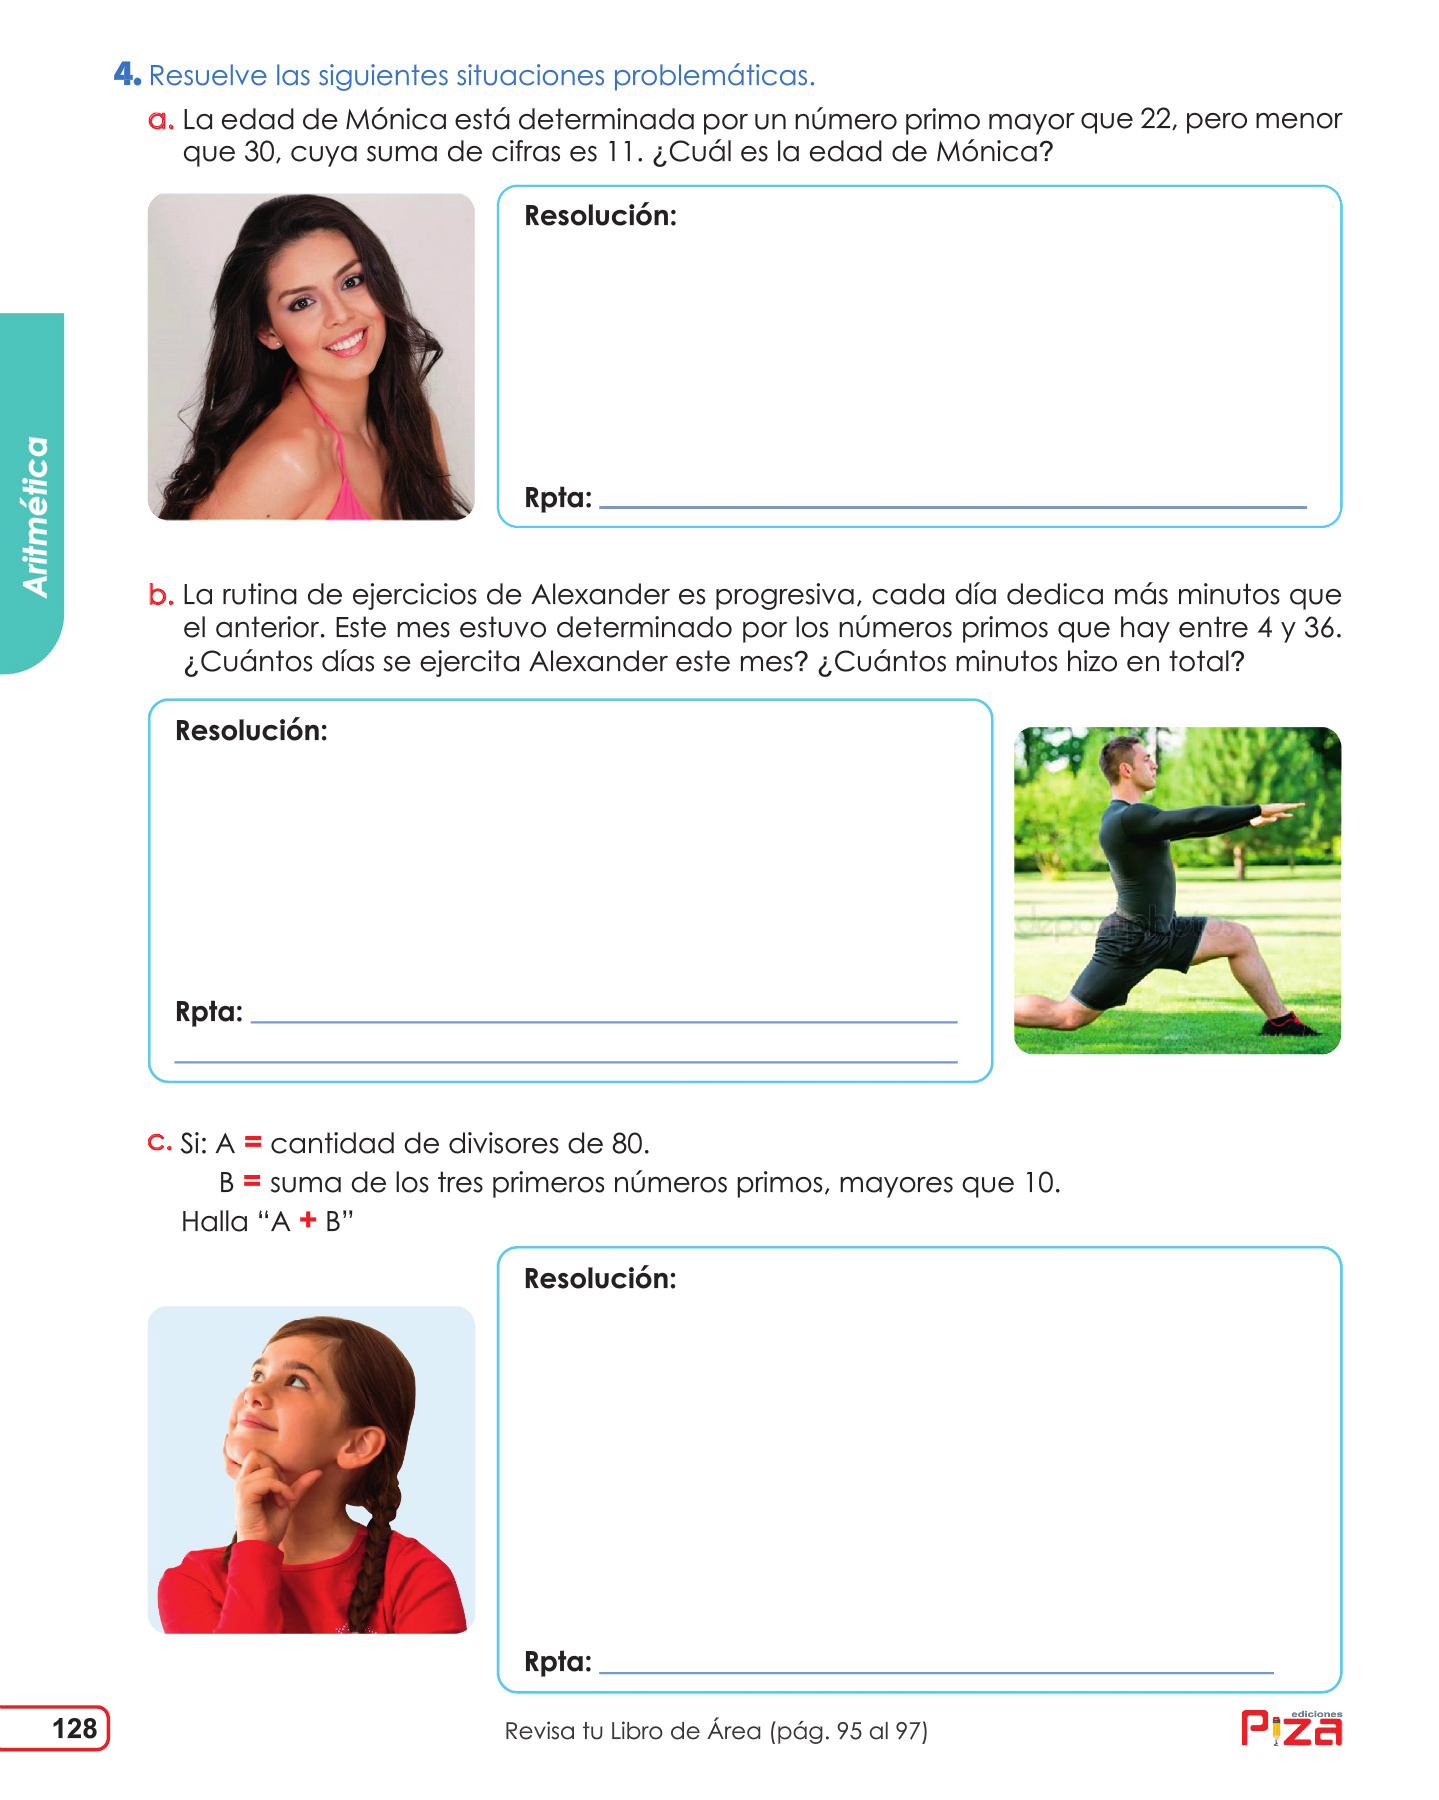 4. Resuelve las siguientes situaciones problemáticas.
a. La edad de Mónica está determinada por un número primo mayor que 22, pero menor
que 30, cuya suma de cifras es 11. ¿Cuál es la edad de Mónica?
Resolución:
Rpta:
Aritmética
b. La rutina de ejercicios de Alexander es progresiva, cada día dedica más minutos que
el anterior. Este mes estuvo determinado por los números primos que hay entre 4 y 36.
¿Cuántos días se ejercita Alexander este mes? ¿Cuántos minutos hizo en total?
Resolución:
depositphotos
Rpta:
c. Si: A = cantidad de divisores de 80.
B = suma de los tres primeros números primos, mayores que 10.
Halla “A + B”
Resolución:
Rpta:
128
Revisa tu Libro de Área (pág. 95 al 97)
ediciones
Piza